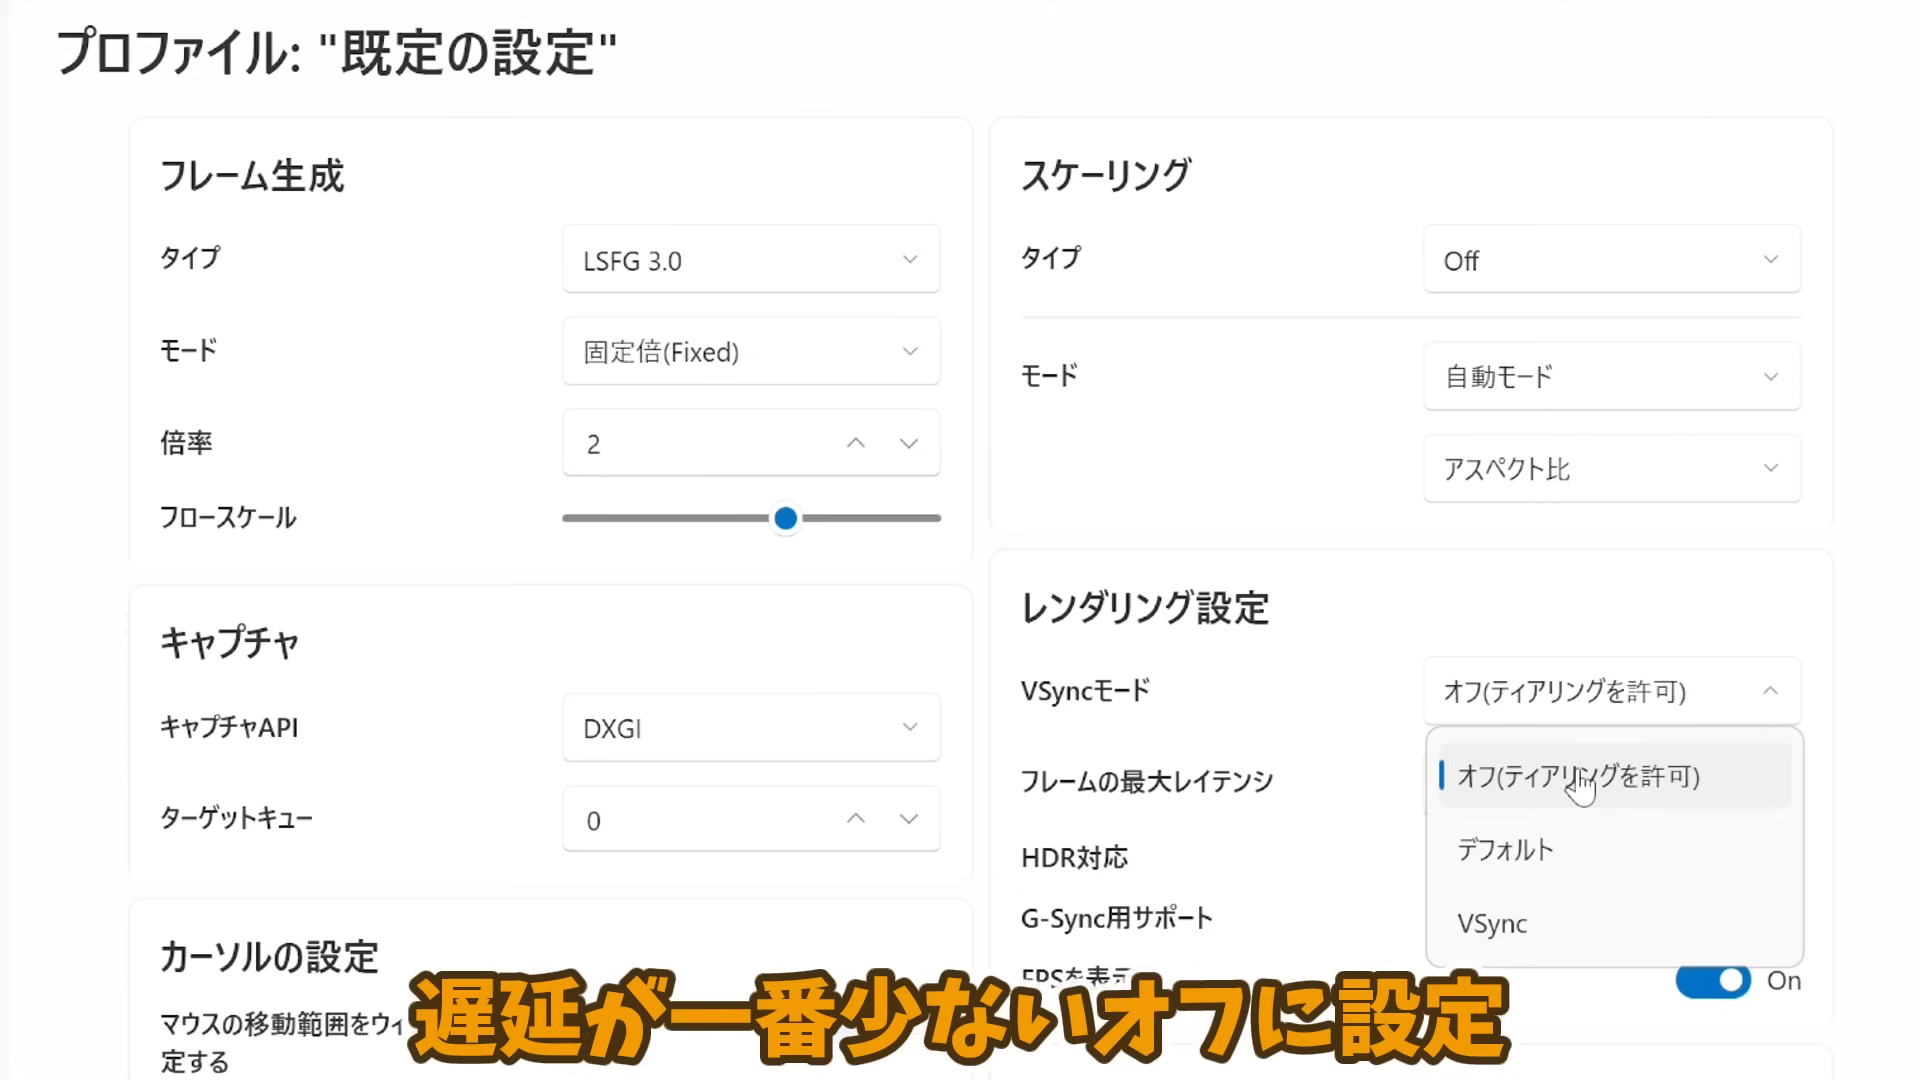 プロファイル: "既定の設定"
フレーム生成
タイプ
LSFG 3.0
モード
固定倍(Fixed)
倍率
2
フロースケール
キャプチャ
キャプチャAPI
DXGI
ターゲットキュー
0
カーソルの設定
マウスの移動範囲をウィ
定する
スケーリング
タイプ
Off
モード
自動モード
アスペクト比
レンダリング設定
VSyncモード
オフ(ティアリングを許可)
オフ(ティアリングを許可)
デフォルト
VSync
フレームの最大レイテンシ
HDR対応
G-Sync用サポート
FPSを表示
On
遅延が一番少ないオフに設定